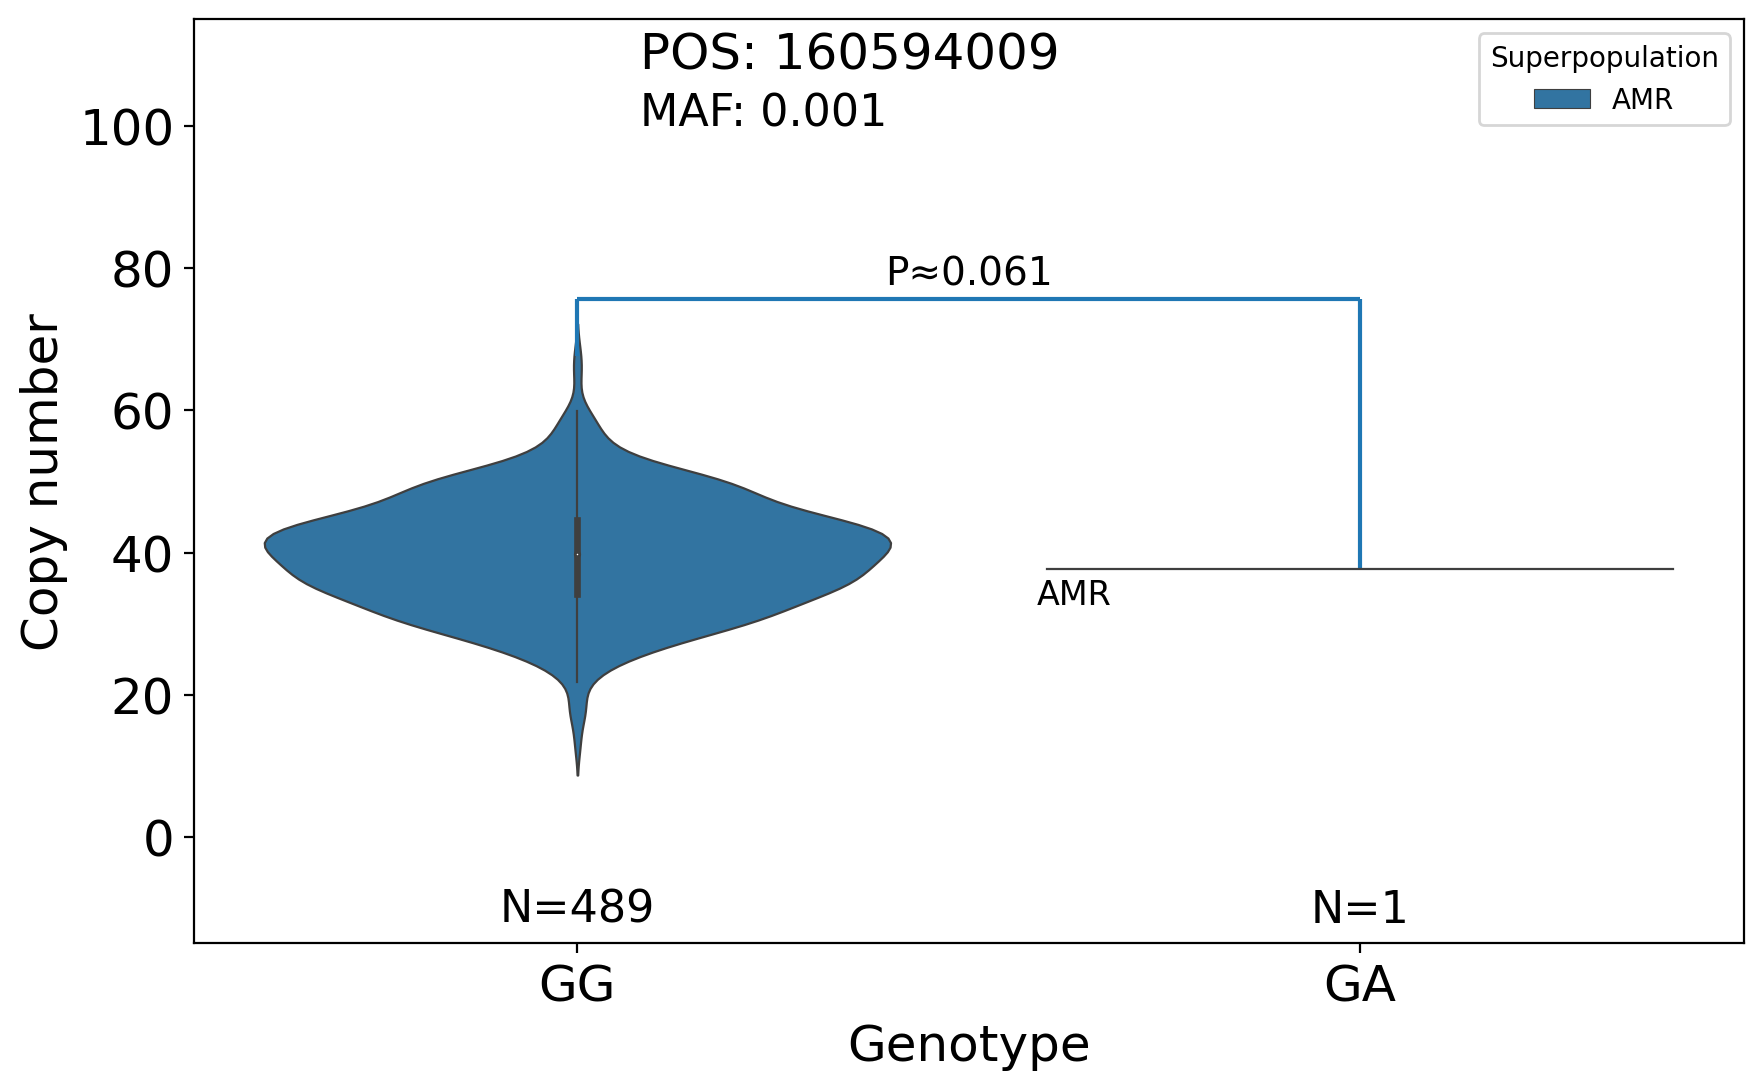 POS: 160594009
MAF: 0.001
Superpopulation
AMR
100
80
60
40
20
0
Copy number
P≈0.061
AMR
N=489
N=1
GG
GA
Genotype